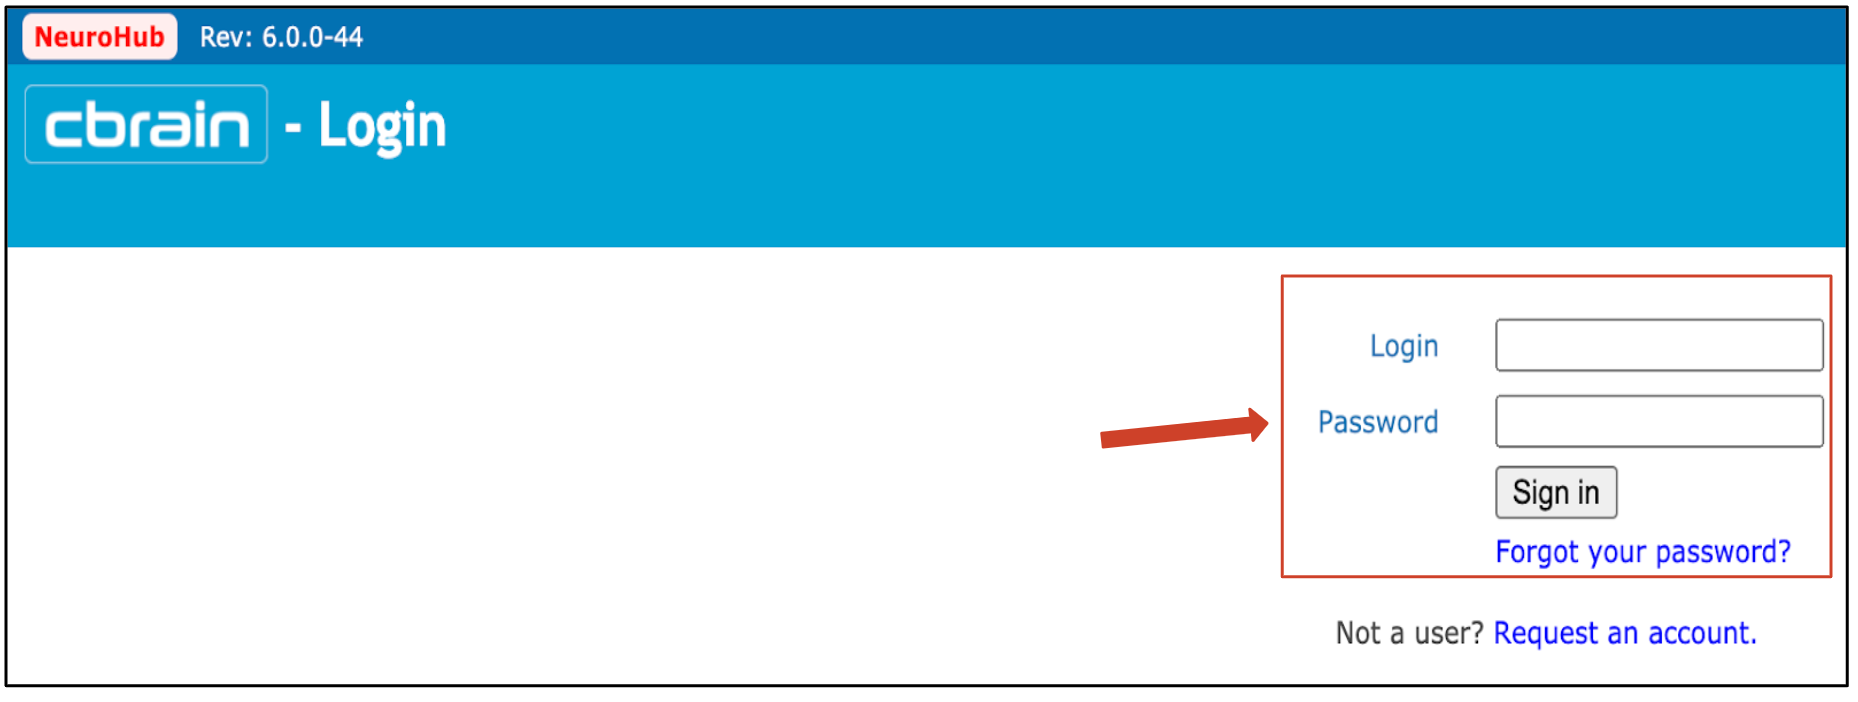 NeuroHub Rev: 6.0.0-44
cbrain - Login
Login
Password
Sign in
Forgot your password?
Not a user? Request an account.